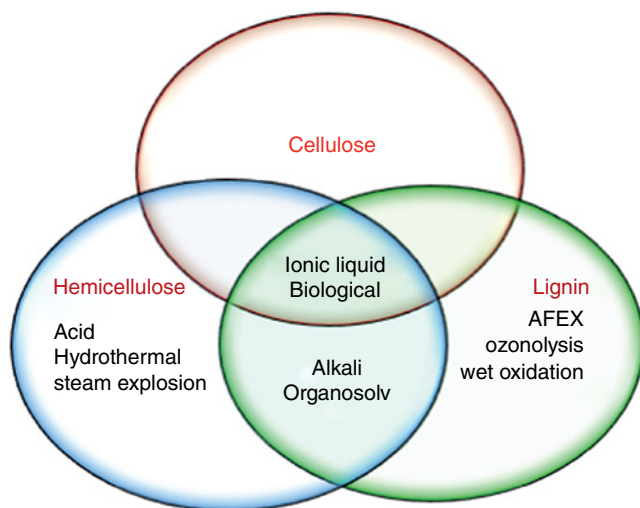 Cellulose
Ionic liquid
Biological
Hemicellulose
Acid
Hydrothermal
steam explosion
Alkali
Organosolv
Lignin
AFEX
ozonolysis
wet oxidation